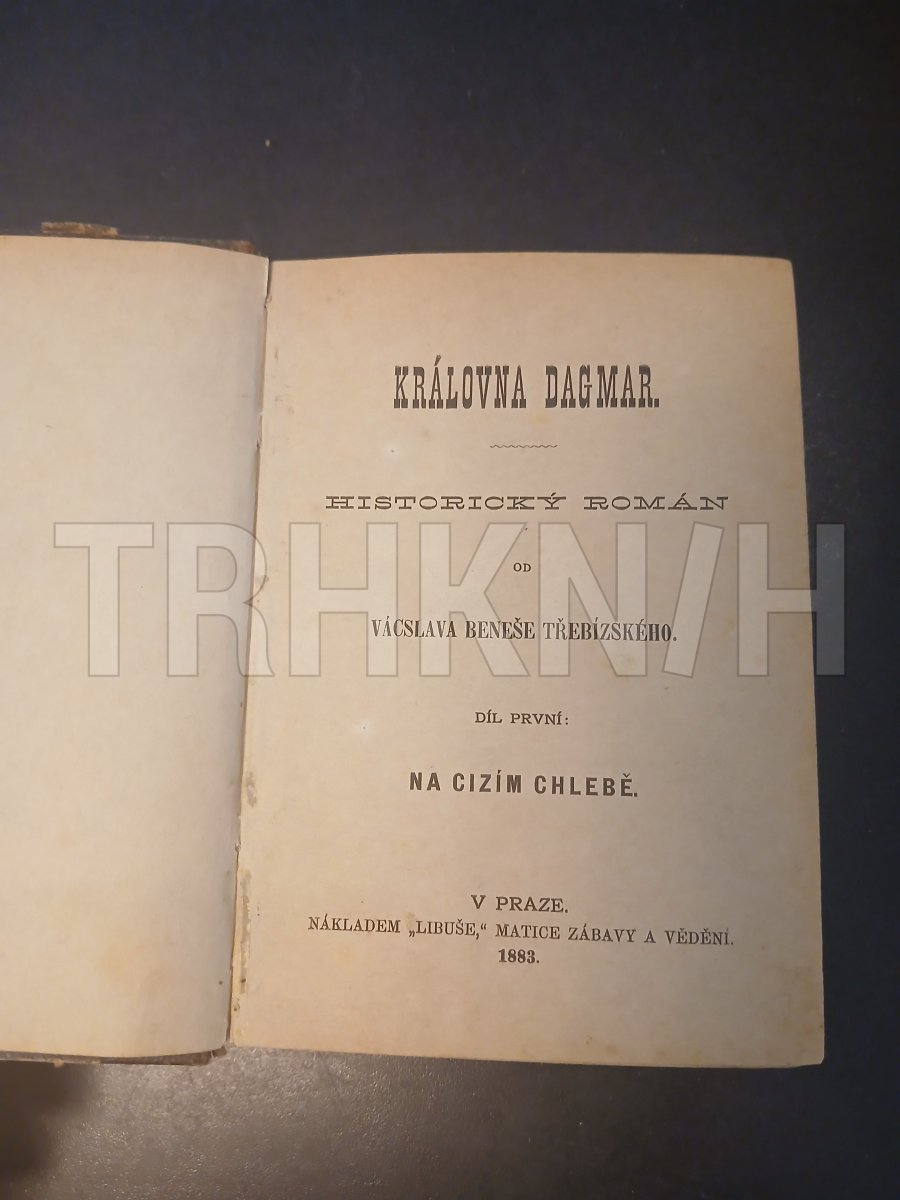 KRÁLOVNA DAGMAR.
HISTORICKÝ ROMÁN
OD
VÁCSLAVA BENEŠE TŘEBÍZSKÉHO.
DÍL PRVNÍ:
NA CIZÍM CHLEBĚ.
V PRAZE.
NÁKLADEM „LIBUŠE,“ MATICE ZÁBAVY A VĚDĚNÍ.
1883.
TRHKN/H